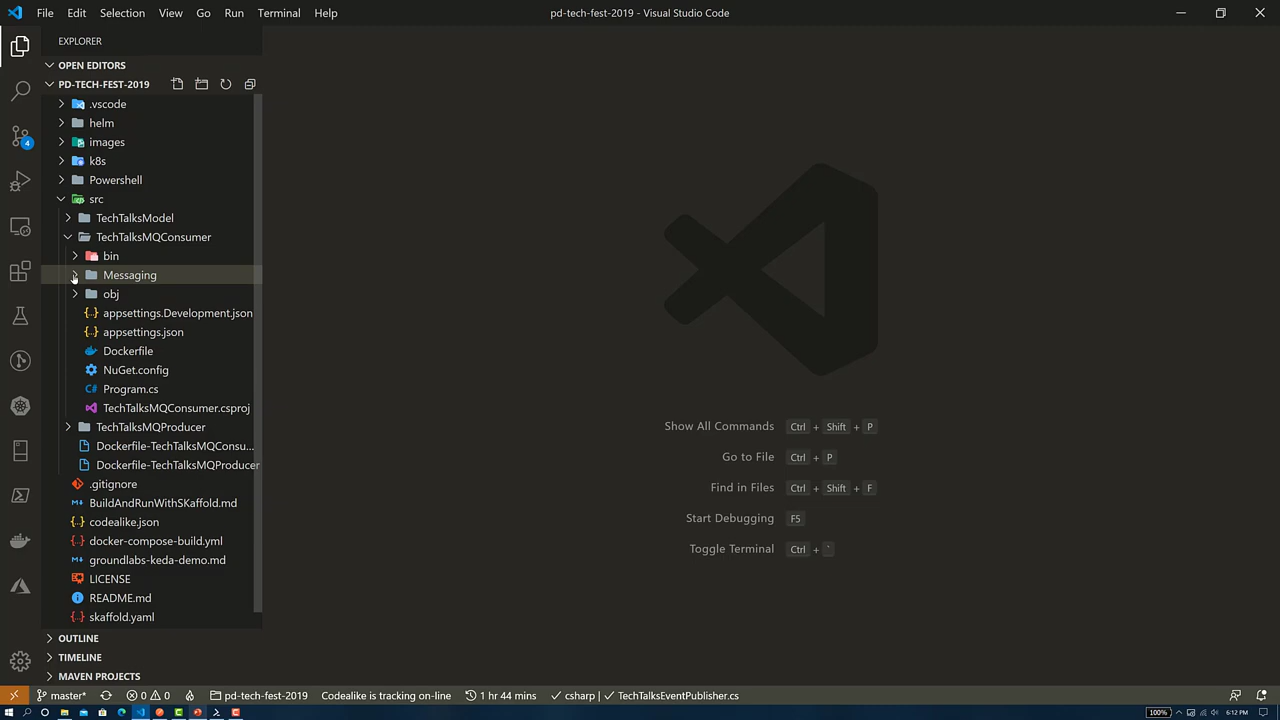 File Edit Selection View Go Run Terminal Help
pd-tech-fest-2019 - Visual Studio Code
EXPLORER
OPEN EDITORS
PD-TECH-FEST-2019
.vscode
helm
images
k8s
Powershell
src
TechTalksModel
TechTalksMQConsumer
bin
Messaging
obj
appsettings.Development.json
appsettings.json
Dockerfile
NuGet.config
Program.cs
TechTalksMQConsumer.csproj
TechTalksMQProducer
Dockerfile-TechTalksMQConsu...
Dockerfile-TechTalksMQProducer
.gitignore
BuildAndRunWithSKaffold.md
codealike.json
docker-compose-build.yml
groundlabs-keda-demo.md
LICENSE
README.md
skaffold.yaml
OUTLINE
TIMELINE
MAVEN PROJECTS
4
Show All Commands Ctrl + Shift + P
Go to File Ctrl + P
Find in Files Ctrl + Shift + F
Start Debugging F5
Toggle Terminal Ctrl + `
master* 0 0 pd-tech-fest-2019 Codealike is tracking on-line 1 hr 44 mins csharp | TechTalksEventPublisher.cs
100% 6:12 PM